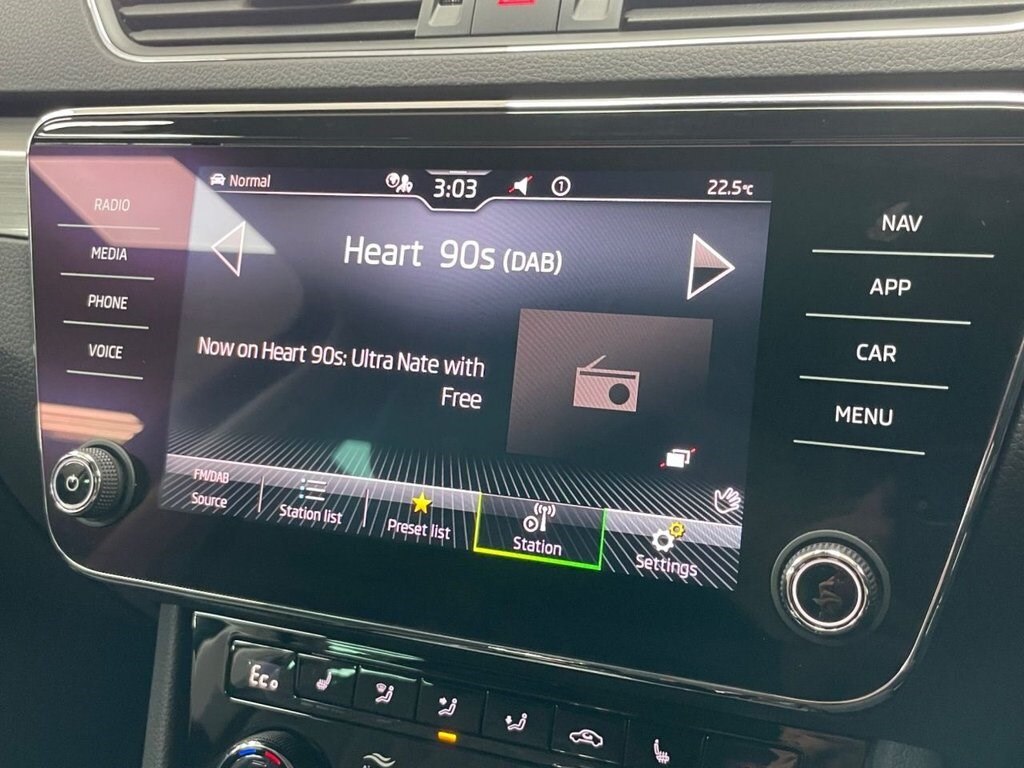 Normal
3:03
1
22.5°C
RADIO
MEDIA
PHONE
VOICE
Heart 90s (DAB)
Now on Heart 90s: Ultra Nate with
Free
NAV
APP
CAR
MENU
FM/DAB
Source
Station list
Preset list
Station
Settings
Eco